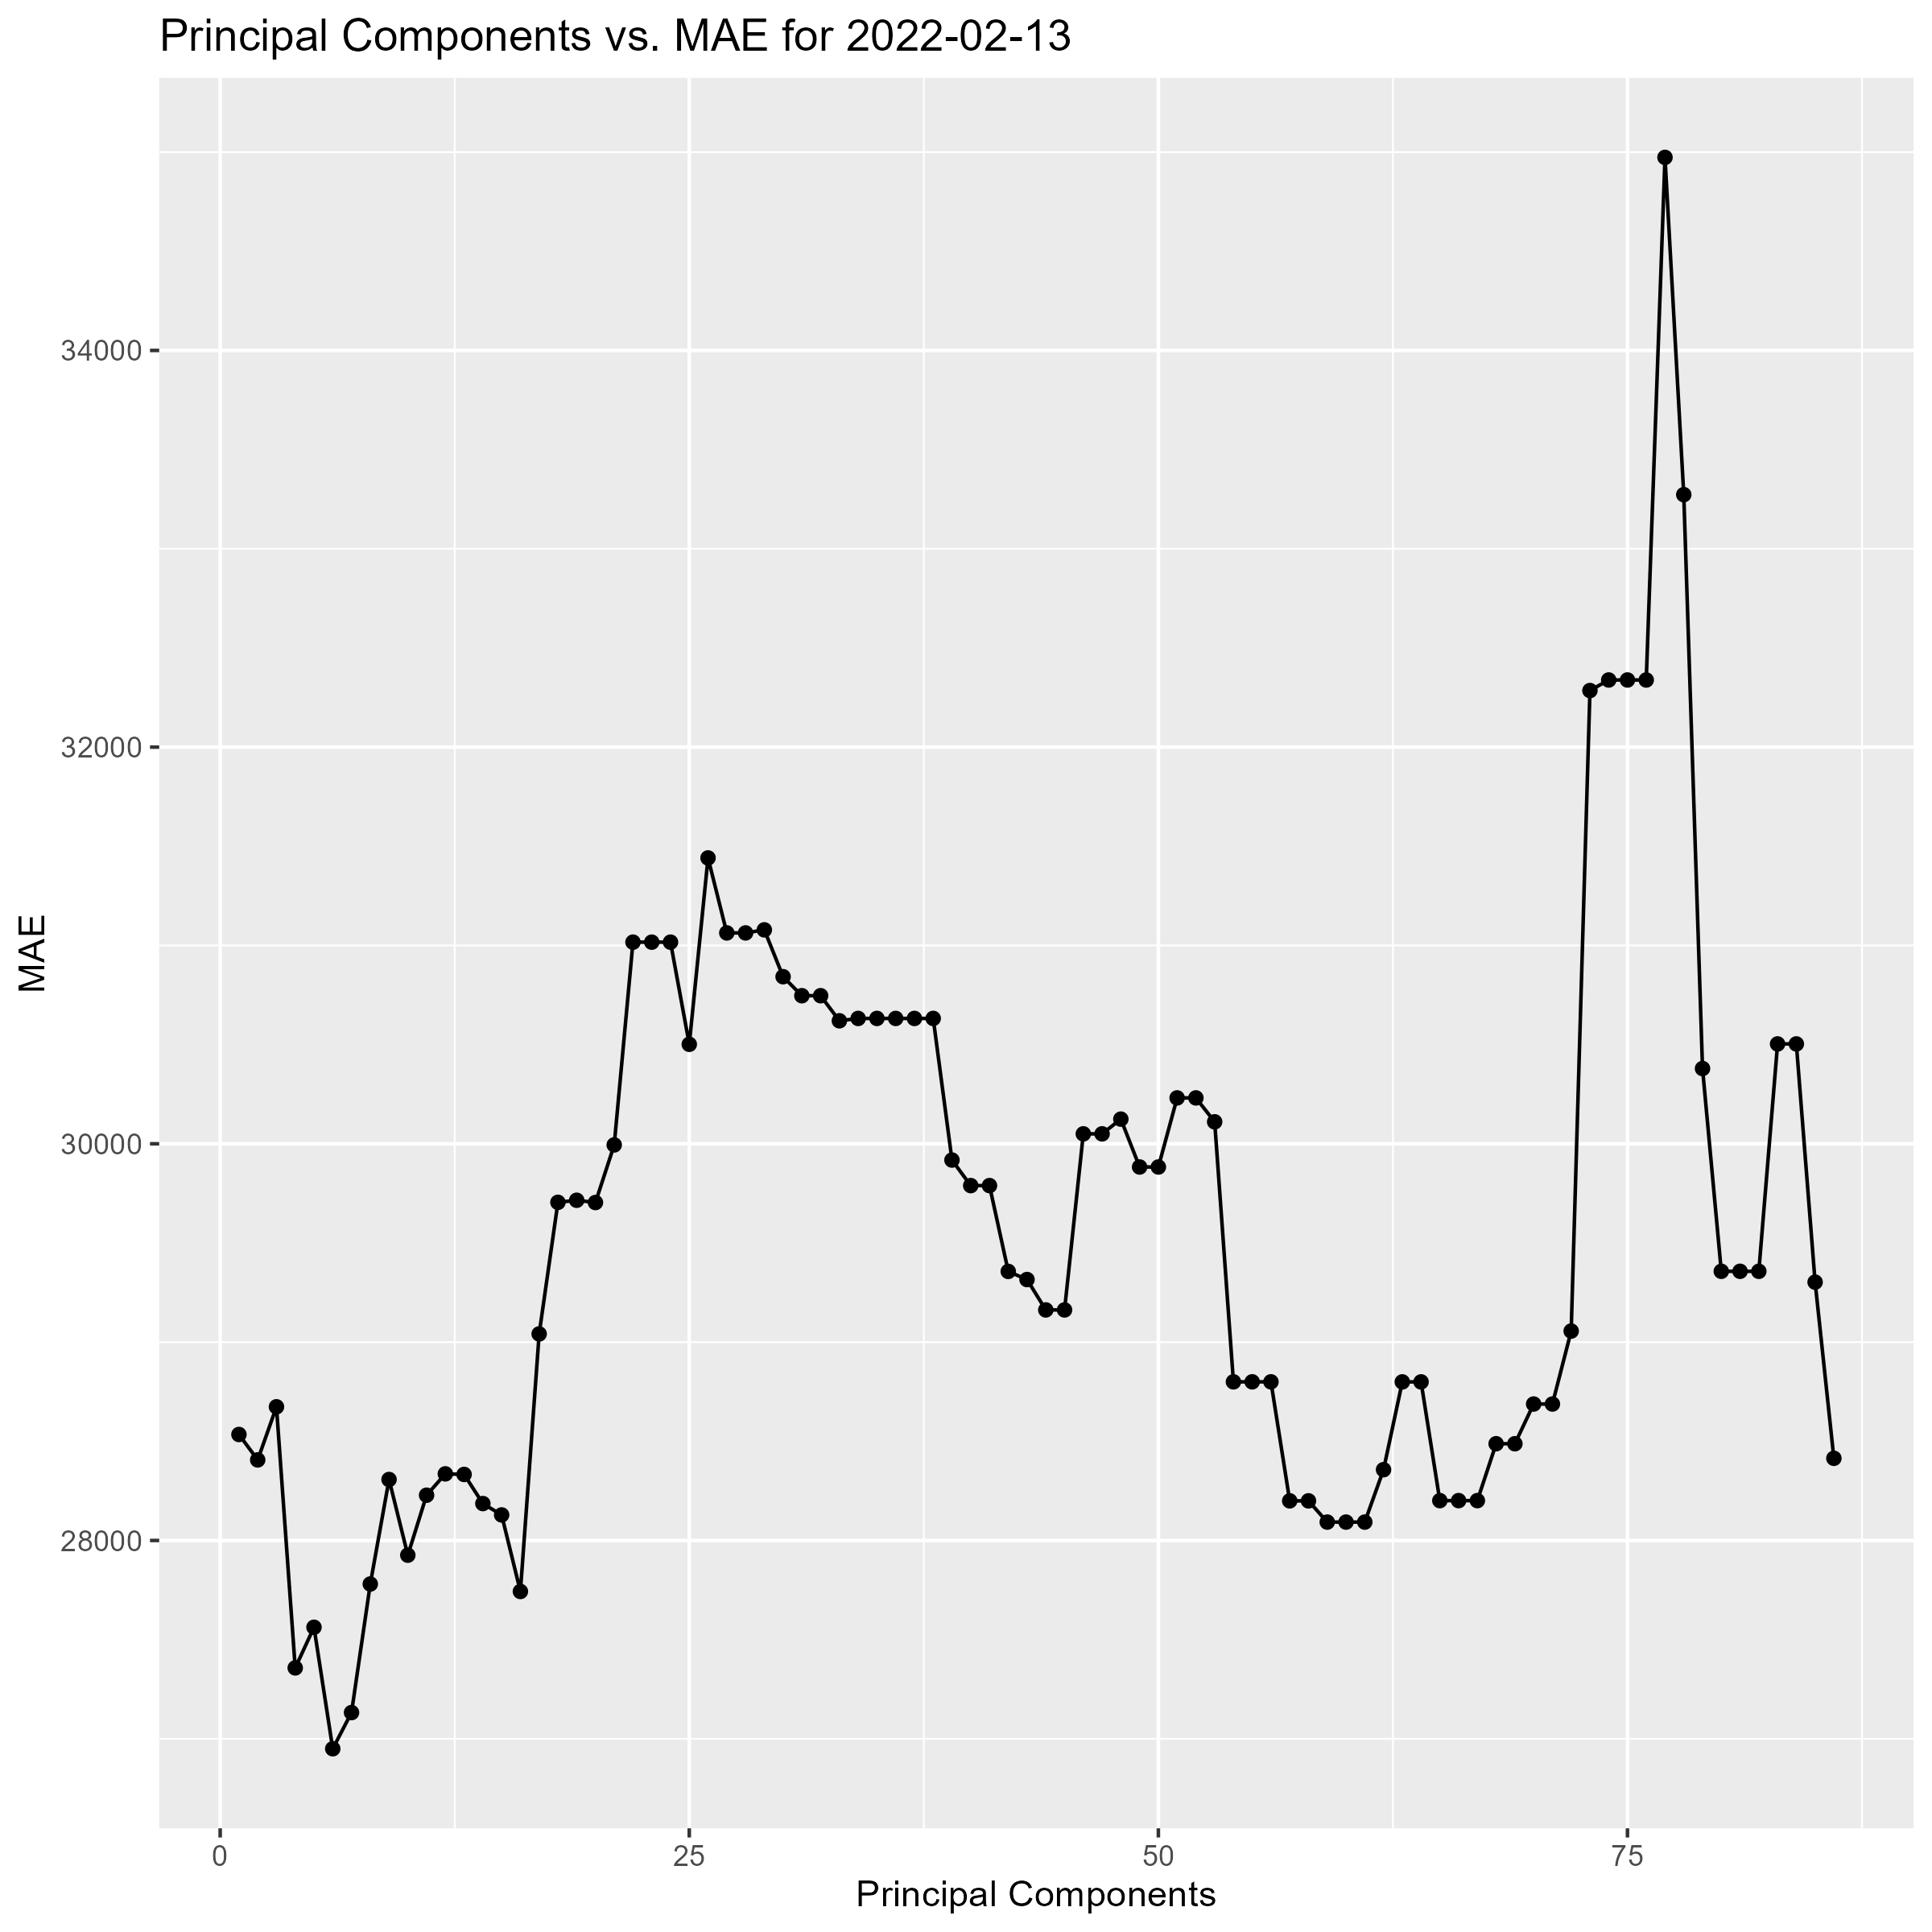 Principal Components vs. MAE for 2022-02-13
MAE
34000
32000
30000
28000
0 25 50 75
Principal Components